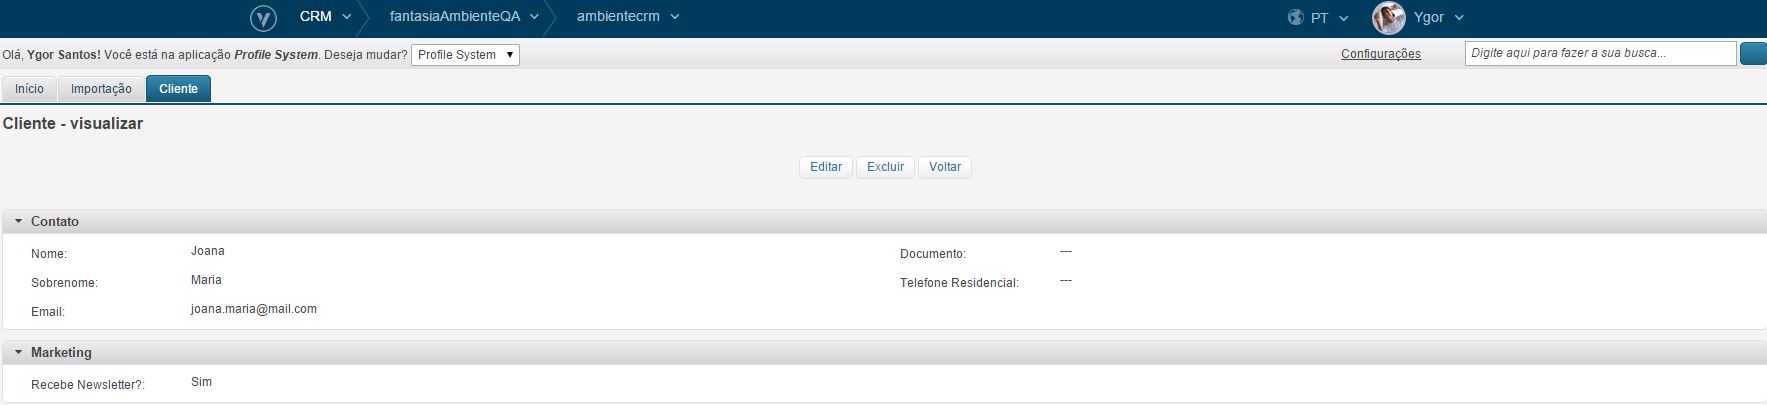 CRM fantasiaAmbienteQA ambientecrm PT Ygor
Olá, Ygor Santos! Você está na aplicação Profile System. Deseja mudar? Profile System Configurações Digite aqui para fazer a sua busca...
Início Importação Cliente
Cliente - visualizar
Editar Excluir Voltar
Contato
Nome: Joana Documento: ---
Sobrenome: Maria Telefone Residencial: ---
Email: joana.maria@mail.com
Marketing
Recebe Newsletter?: Sim